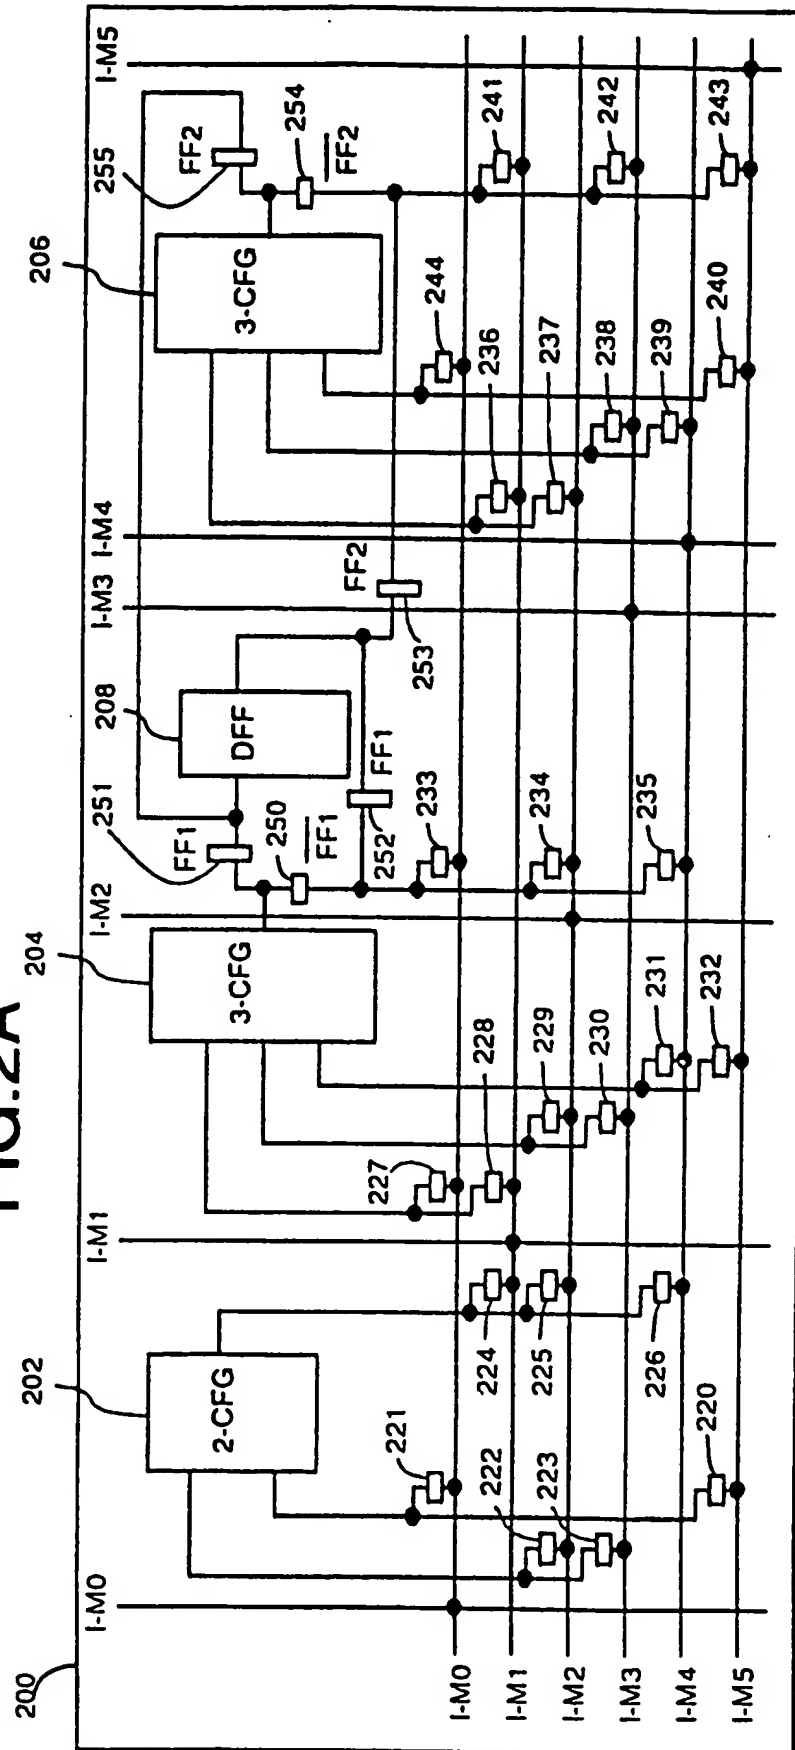 FIG.2A
200
I-M0
202
I-M1
204
I-M2
251
208
I-M3
I-M4
206
255
I-M5
FF2
254
FF2
FF1
250
FF1
2-CFG
3-CFG
DFF
3-CFG
252
FF1
FF2
253
221
222
223
224
225
226
220
227
228
229
230
231
232
233
234
235
236
237
238
239
244
240
241
242
243
I-M0
I-M1
I-M2
I-M3
I-M4
I-M5